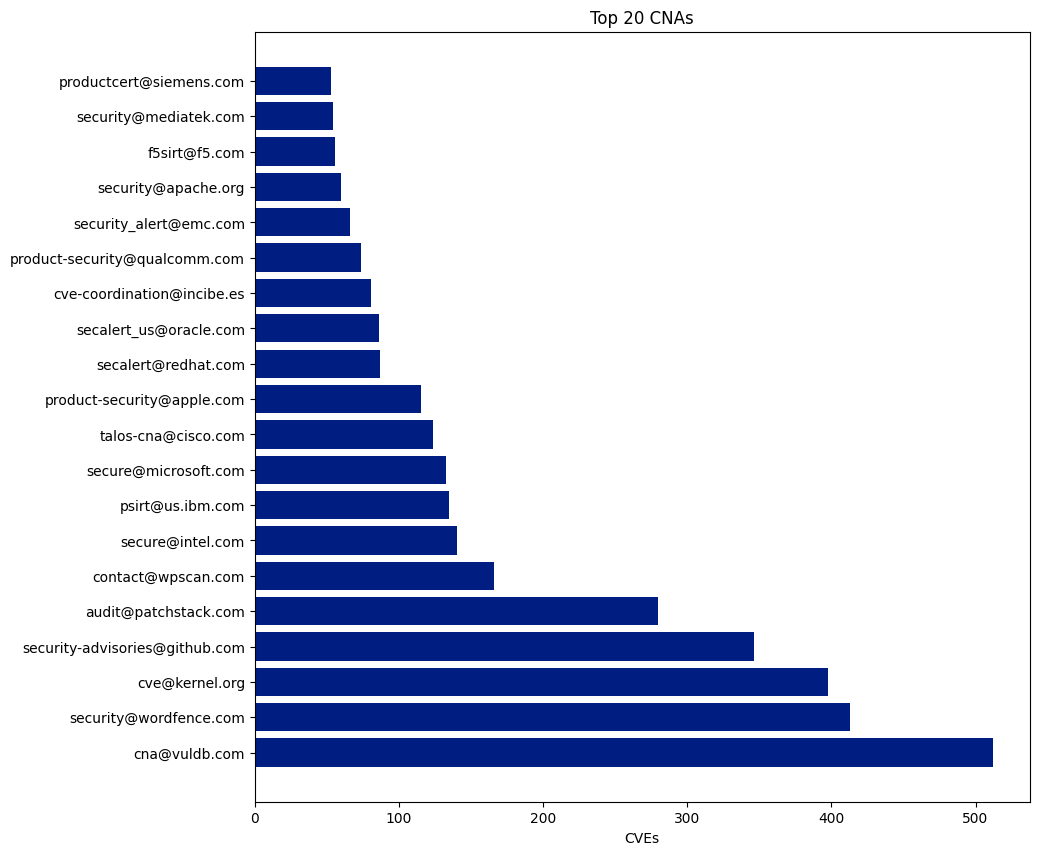 Top 20 CNAs
productcert@siemens.com
security@mediatek.com
f5sirt@f5.com
security@apache.org
security_alert@emc.com
product-security@qualcomm.com
cve-coordination@incibe.es
secalert_us@oracle.com
secalert@redhat.com
product-security@apple.com
talos-cna@cisco.com
secure@microsoft.com
psirt@us.ibm.com
secure@intel.com
contact@wpscan.com
audit@patchstack.com
security-advisories@github.com
cve@kernel.org
security@wordfence.com
cna@vuldb.com
0 100 200 300 400 500
CVEs